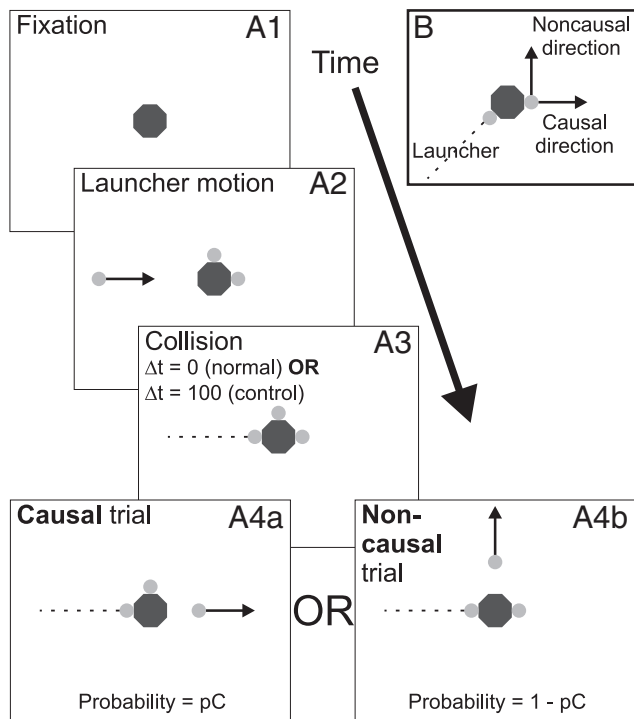 Fixation
A1
Time
B
Noncausal
direction
Causal
direction
Launcher
Launcher motion
A2
Collision
A3
Δt = 0 (normal) OR
Δt = 100 (control)
Causal trial
A4a
Probability = pC
OR
Non-
causal
trial
A4b
Probability = 1 - pC